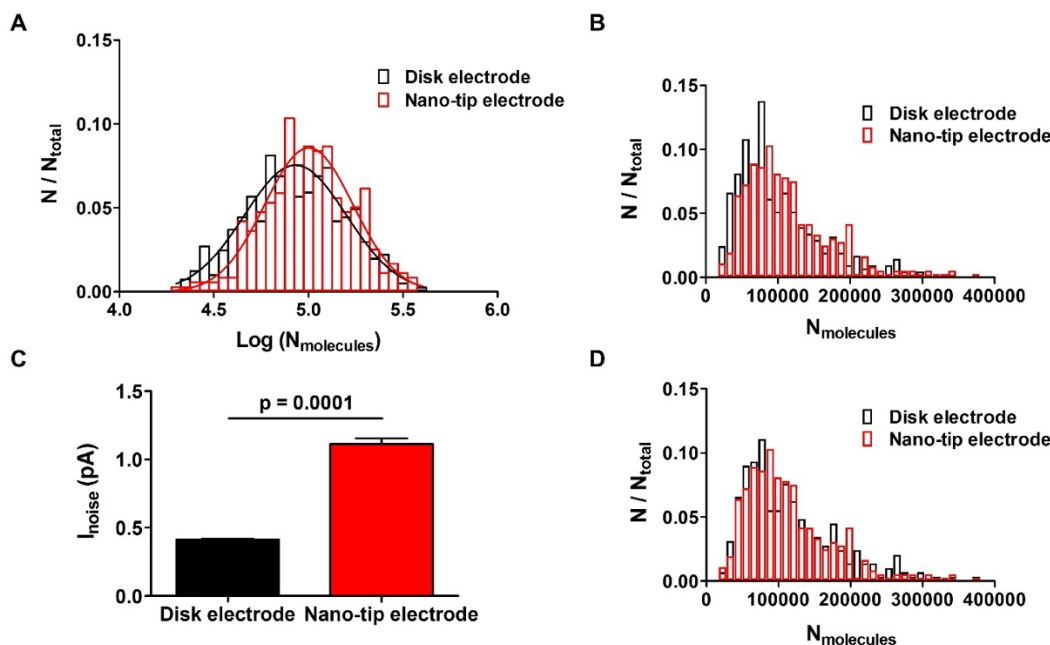 A
N / Ntotal
0.15
0.10
0.05
0.00
4.0 4.5 5.0 5.5 6.0
Log (Nmolecules)
Disk electrode
Nano-tip electrode
B
N / Ntotal
0.15
0.10
0.05
0.00
0 100000 200000 300000 400000
Nmolecules
Disk electrode
Nano-tip electrode
C
Inoise (pA)
1.5
1.0
0.5
0.0
p = 0.0001
Disk electrode Nano-tip electrode
D
N / Ntotal
0.15
0.10
0.05
0.00
0 100000 200000 300000 400000
Nmolecules
Disk electrode
Nano-tip electrode